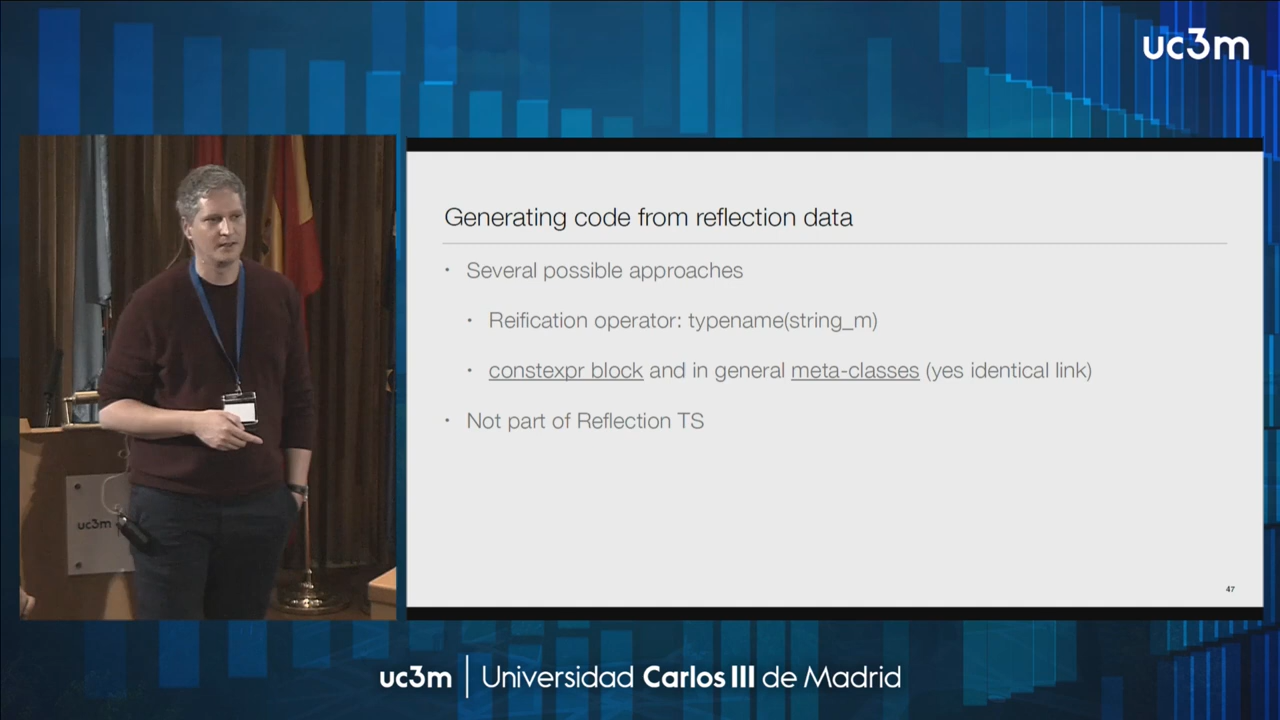 uc3m
Generating code from reflection data
• Several possible approaches
• Reification operator: typename(string_m)
• constexpr block and in general meta-classes (yes identical link)
• Not part of Reflection TS
47
uc3m
uc3m | Universidad Carlos III de Madrid